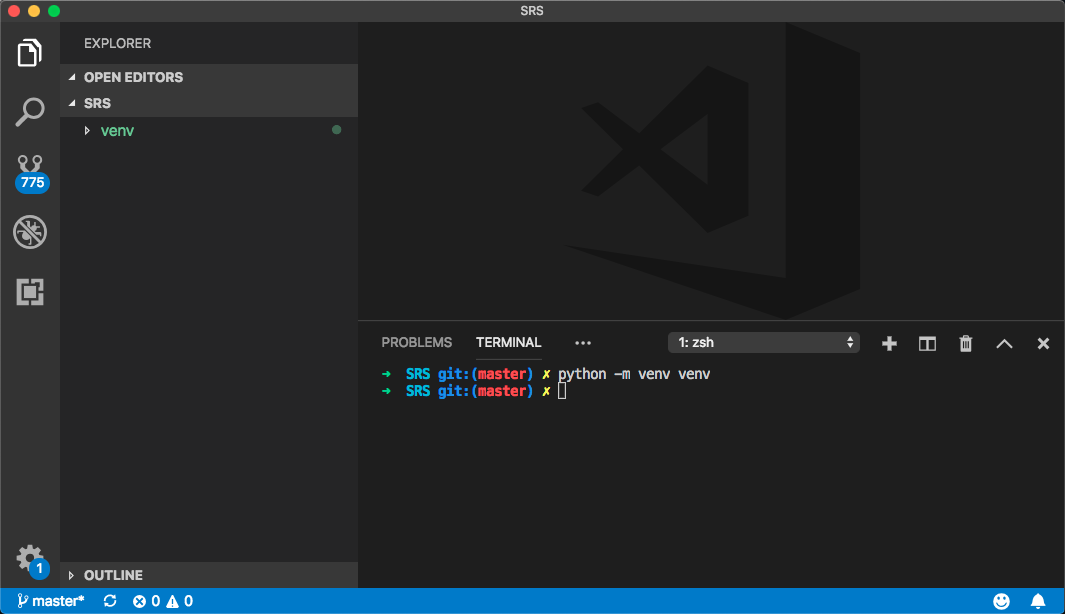 SRS
EXPLORER
OPEN EDITORS
SRS
venv
775
1
OUTLINE
PROBLEMS TERMINAL ••• 1: zsh
➜ SRS git:(master) ✗ python -m venv venv
➜ SRS git:(master) ✗
master* 0 0